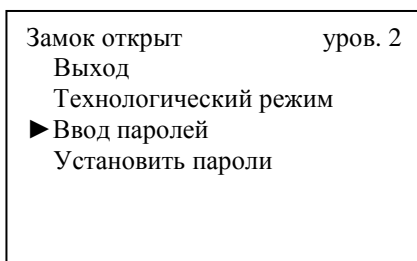 Замок открыт уров. 2
Выход
Технологический режим
►Ввод паролей
Установить пароли